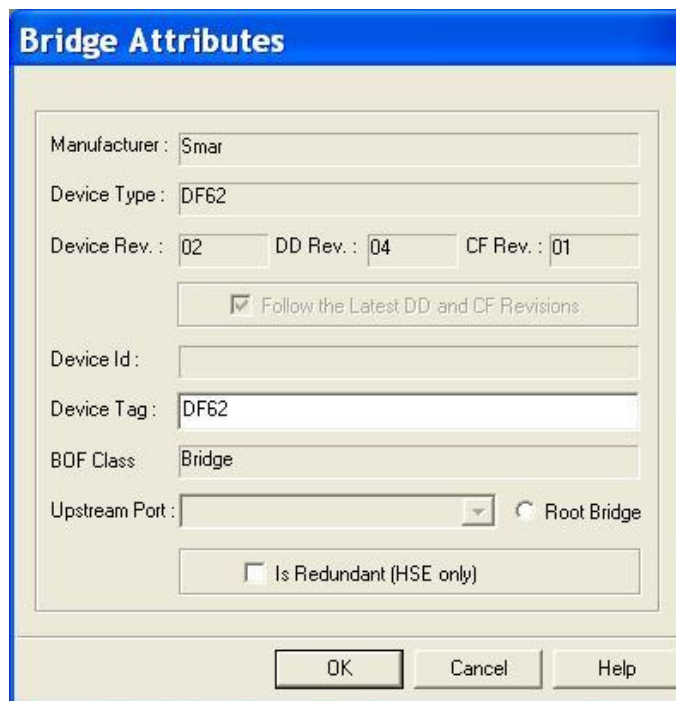 Bridge Attributes
Manufacturer : Smar
Device Type : DF62
Device Rev. : 02 DD Rev. : 04 CF Rev. : 01
Follow the Latest DD and CF Revisions
Device Id :
Device Tag : DF62
BOF Class Bridge
Upstream Port : Root Bridge
Is Redundant (HSE only)
OK Cancel Help